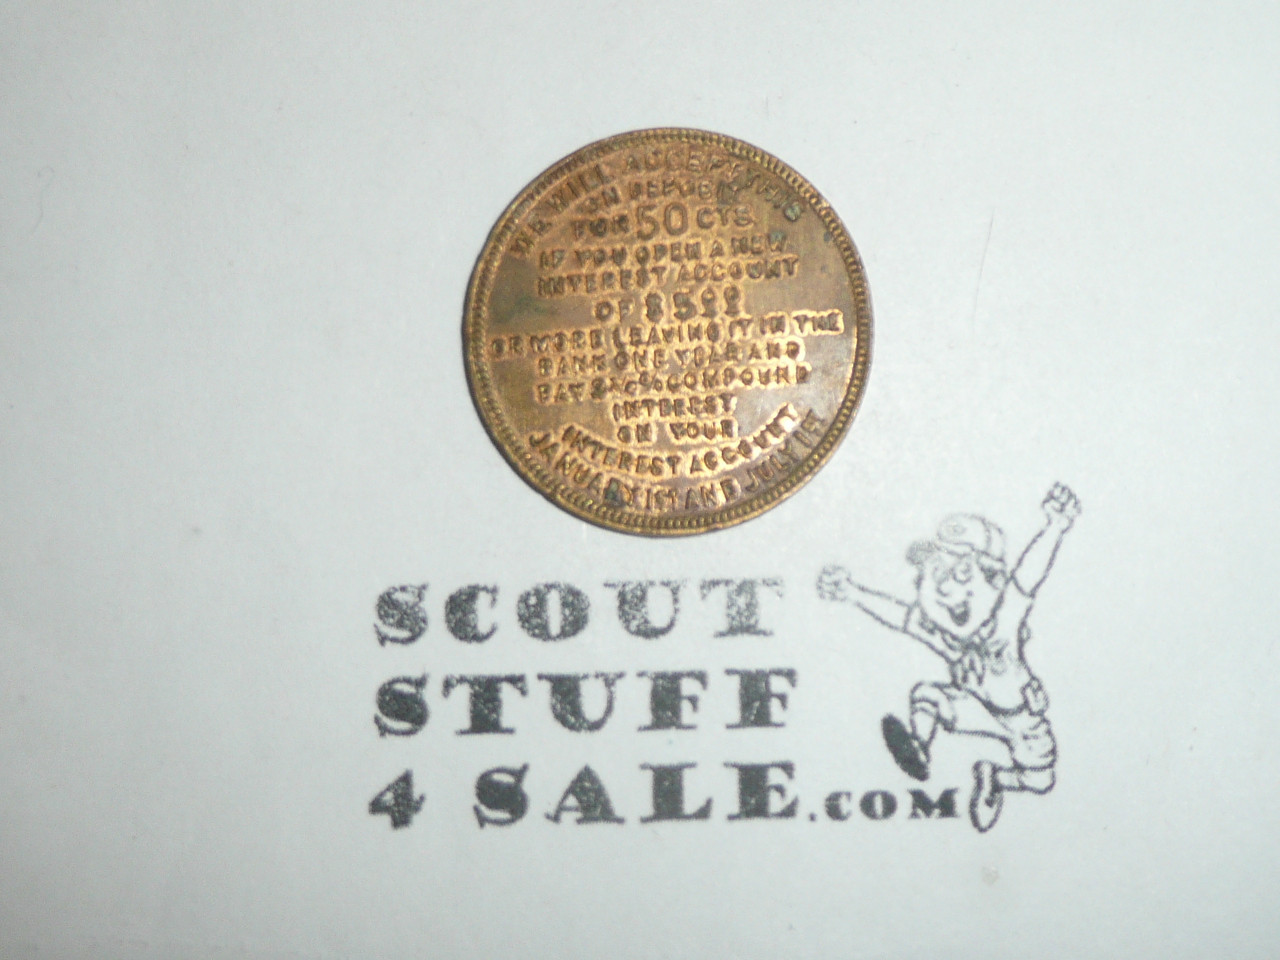 WE WILL ACCEPT THIS
ON DEPOSIT
FOR 50 CTS.
IF YOU OPEN A NEW
INTEREST ACCOUNT
OF $5.00
OR MORE LEAVING IT IN THE
BANK ONE YEAR AND
PAY COMPOUND
INTEREST
ON YOUR
INTEREST ACCOUNT
JANUARY 1ST AND JULY 1ST
SCOUT
STUFF
4 SALE.COM